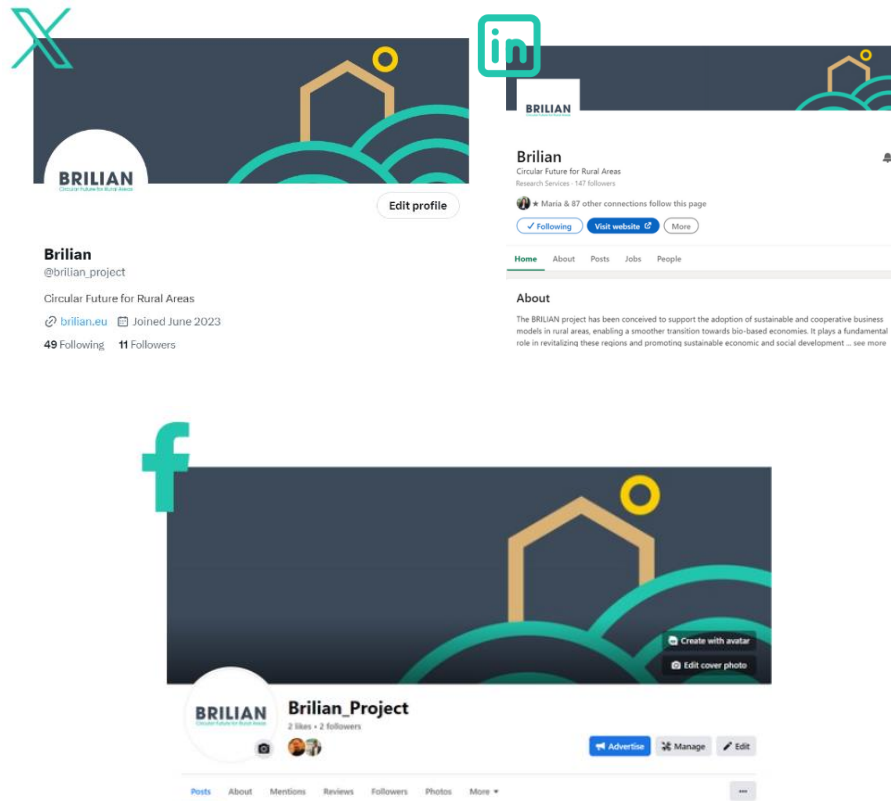 BRILIAN
Circular Future for Rural Areas
Edit profile
Brilian
@brilian_project
Circular Future for Rural Areas
brilian.eu Joined June 2023
49 Following 11 Followers
in
BRILIAN
Brilian
Circular Future for Rural Areas
Research Services · 147 followers
Maria & 87 other connections follow this page
Following Visit website More
Home About Posts Jobs People
About
The BRILIAN project has been conceived to support the adoption of sustainable and cooperative business
models in rural areas, enabling a smoother transition towards bio-based economies. It plays a fundamental
role in revitalizing these regions and promoting sustainable economic and social development ... see more
f
Create with avatar
Edit cover photo
BRILIAN
Circular Future for Rural Areas
Brilian_Project
2 likes • 2 followers
Advertise Manage Edit
Posts About Mentions Reviews Followers Photos More